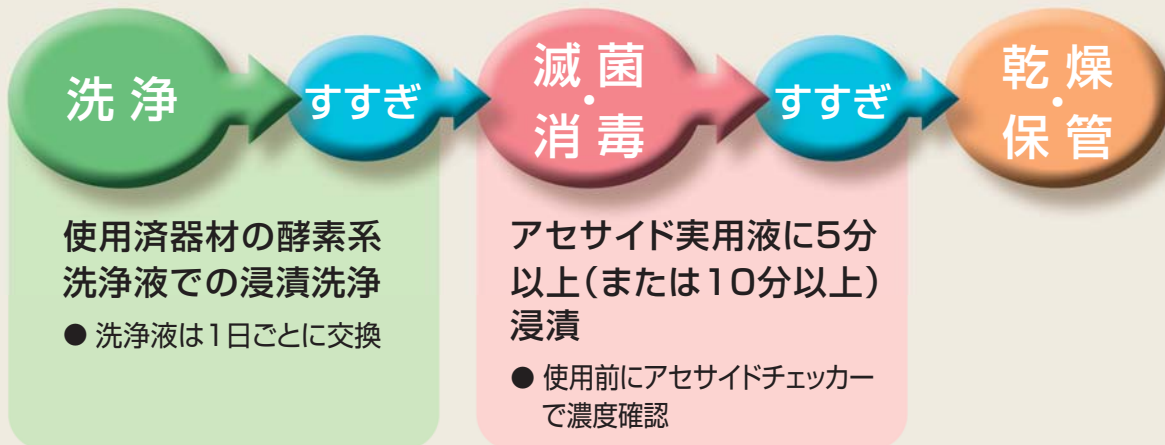 洗浄
すすぎ
滅菌
・
消毒
すすぎ
乾燥
・
保管
使用済器材の酵素系
洗浄液での浸漬洗浄
● 洗浄液は1日ごとに交換
アセサイド実用液に5分
以上(または10分以上)
浸漬
● 使用前にアセサイドチェッカー
で濃度確認